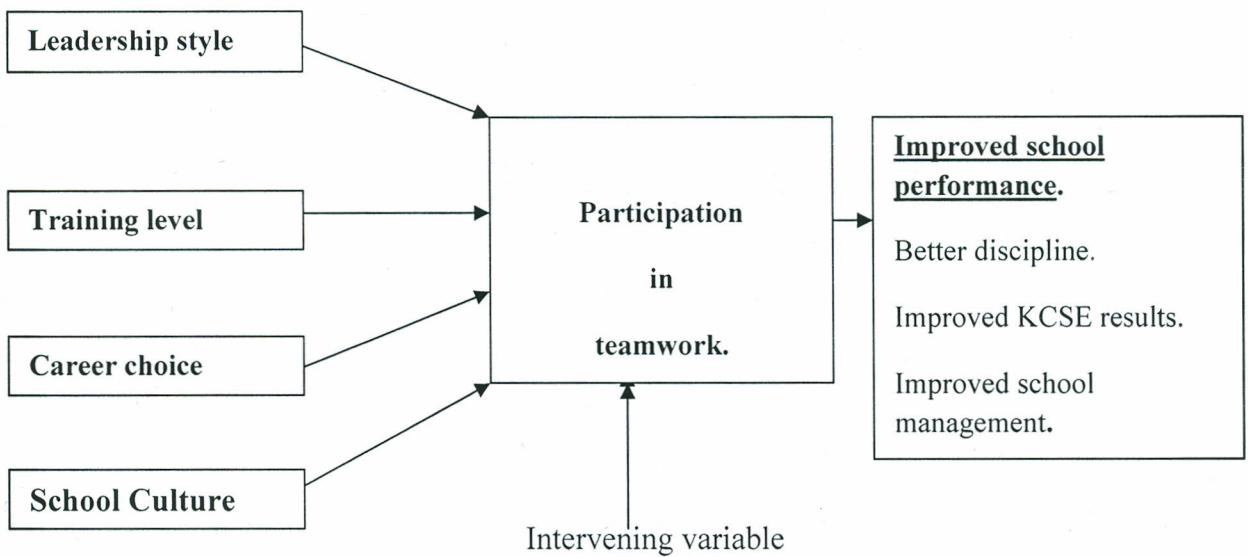 Leadership style
Training level
Career choice
School Culture
Participation
in
teamwork.
Intervening variable
Improved school
performance.
Better discipline.
Improved KCSE results.
Improved school
management.